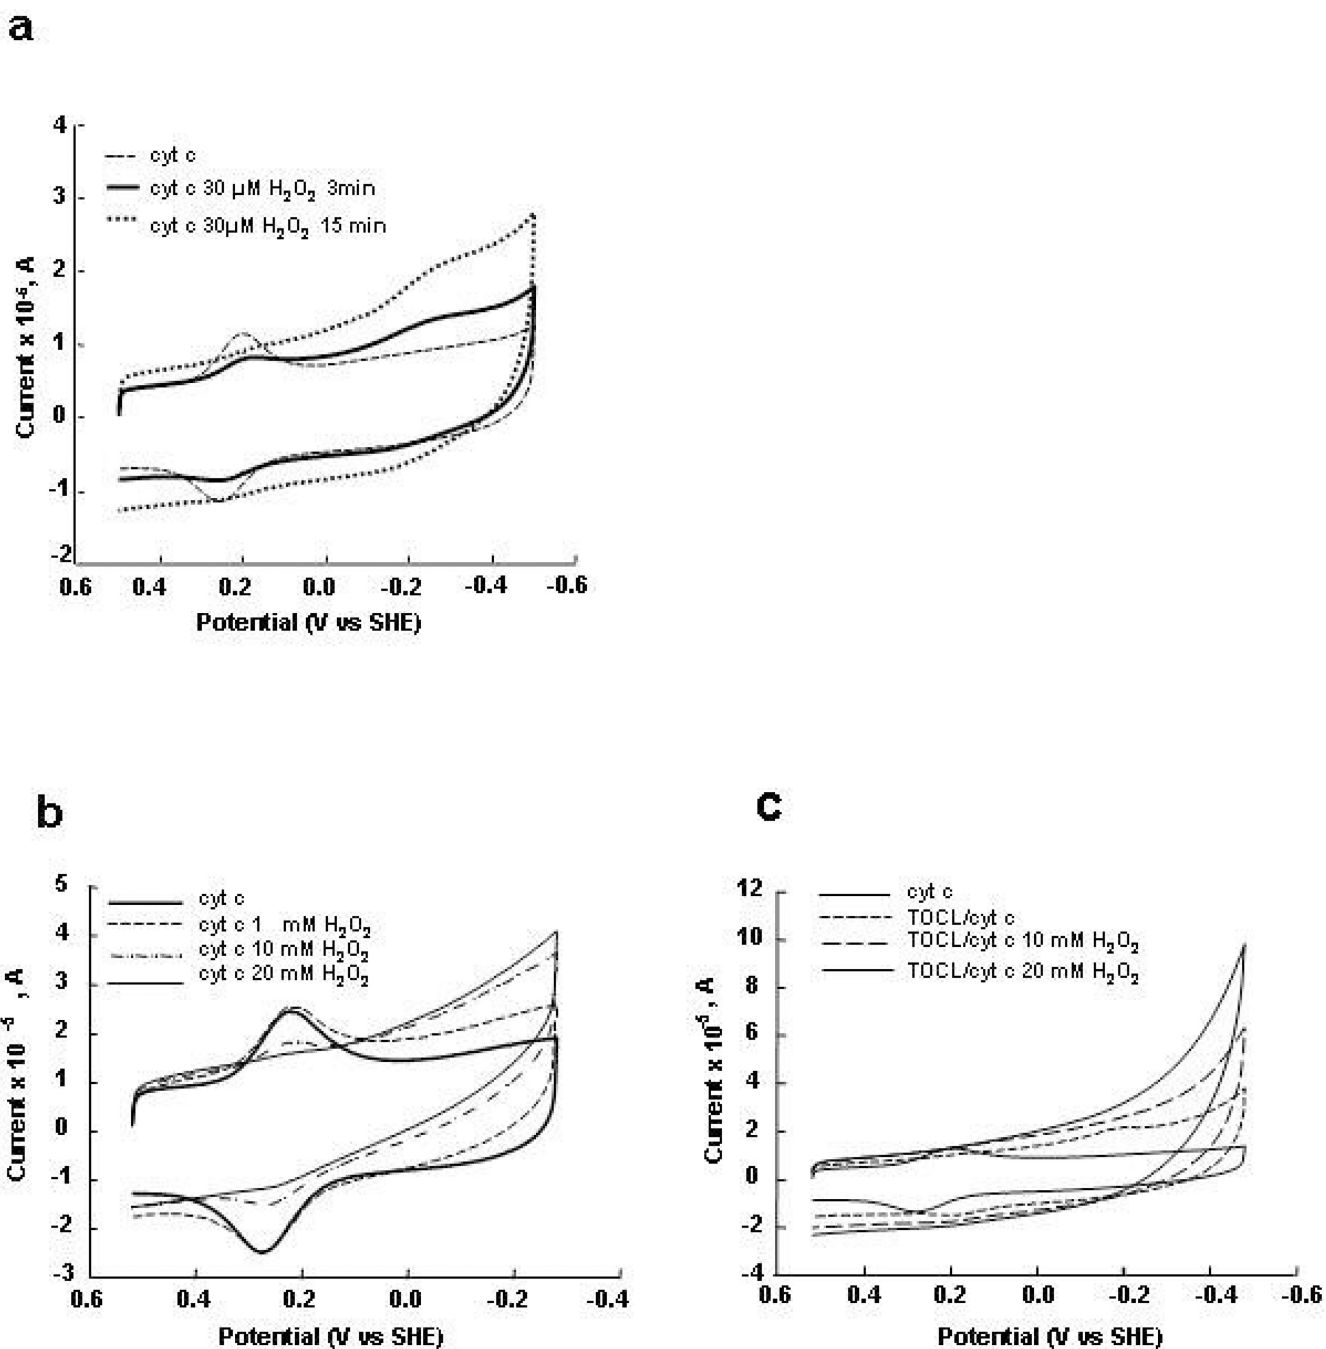 a
4
3
2
1
0
-1
-2
cyt c
cyt c 30 µM H2O2 3min
cyt c 30µM H2O2 15 min
Current x 10-6, A
0.6 0.4 0.2 0.0 -0.2 -0.4 -0.6
Potential (V vs SHE)
b
5
4
3
2
1
0
-1
-2
-3
cyt c
cyt c 1 mM H2O2
cyt c 10 mM H2O2
cyt c 20 mM H2O2
Current x 10 -5 , A
0.6 0.4 0.2 0.0 -0.2 -0.4
Potential (V vs SHE)
c
12
10
8
6
4
2
0
-2
-4
cyt c
TOCL/cyt c
TOCL/cyt c 10 mM H2O2
TOCL/cyt c 20 mM H2O2
Current x 10-5, A
0.6 0.4 0.2 0.0 -0.2 -0.4 -0.6
Potential (V vs SHE)